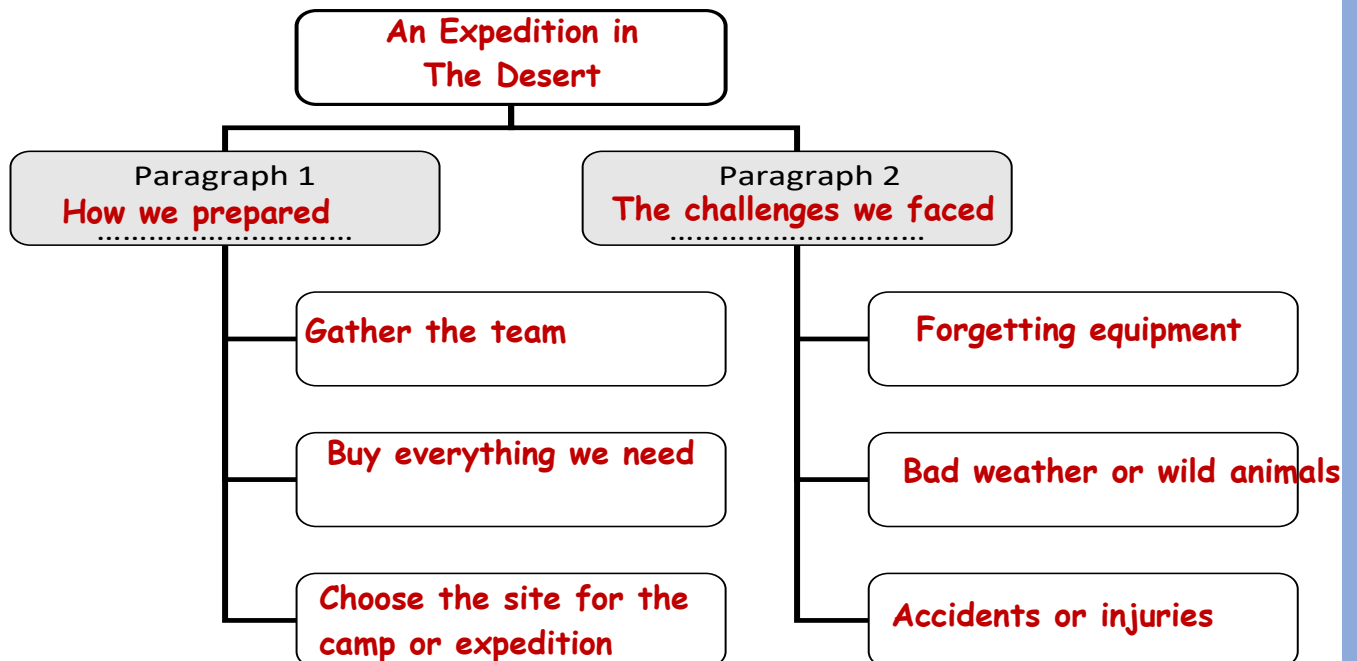 An Expedition in
The Desert
Paragraph 1
How we prepared
..............................
Gather the team
Buy everything we need
Choose the site for the
camp or expedition
Paragraph 2
The challenges we faced
..............................
Forgetting equipment
Bad weather or wild animals
Accidents or injuries